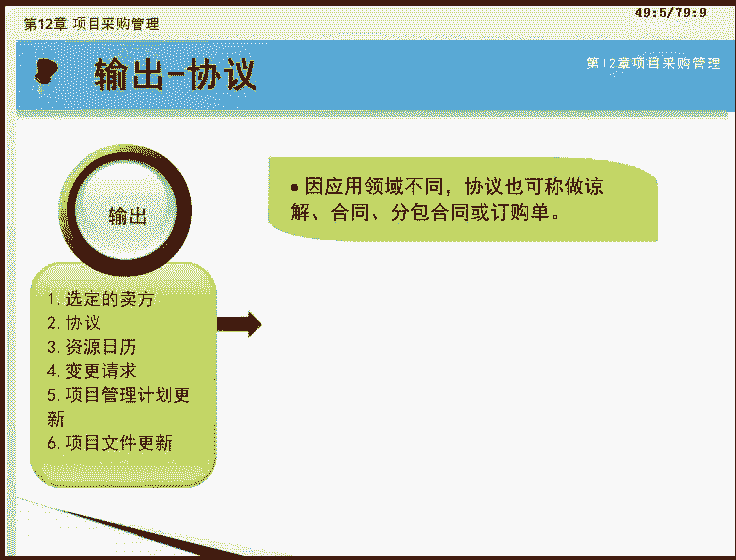 49:5/79:9
第12章 项目采购管理
输出-协议
第12章项目采购管理
输出
●因应用领域不同，协议也可称做谅
解、合同、分包合同或订购单。
1.选定的卖方
2.协议
3.资源日历
4.变更请求
5.项目管理计划更
新
6.项目文件更新